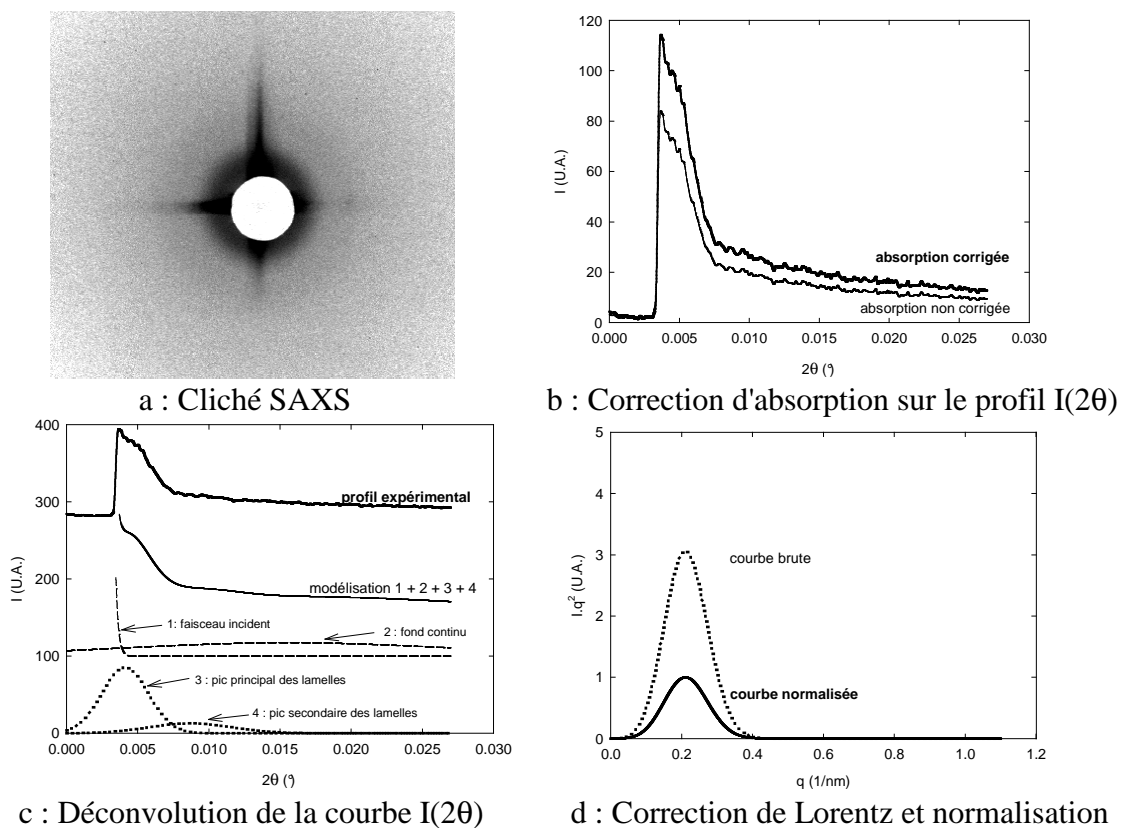 120
100
80
60
40
20
0
I (U.A.)
absorption corrigée
absorption non corrigée
0.000 0.005 0.010 0.015 0.020 0.025 0.030
2θ (°)
a : Cliché SAXS
b : Correction d'absorption sur le profil I(2θ)
400
300
200
100
0
I (U.A.)
profil expérimental
modélisation 1 + 2 + 3 + 4
1: faisceau incident
2 : fond continu
3 : pic principal des lamelles
4 : pic secondaire des lamelles
0.000 0.005 0.010 0.015 0.020 0.025 0.030
2θ (°)
5
4
3
2
1
0
I.q² (U.A.)
courbe brute
courbe normalisée
0.0 0.2 0.4 0.6 0.8 1.0 1.2
q (1/nm)
c : Déconvolution de la courbe I(2θ)
d : Correction de Lorentz et normalisation